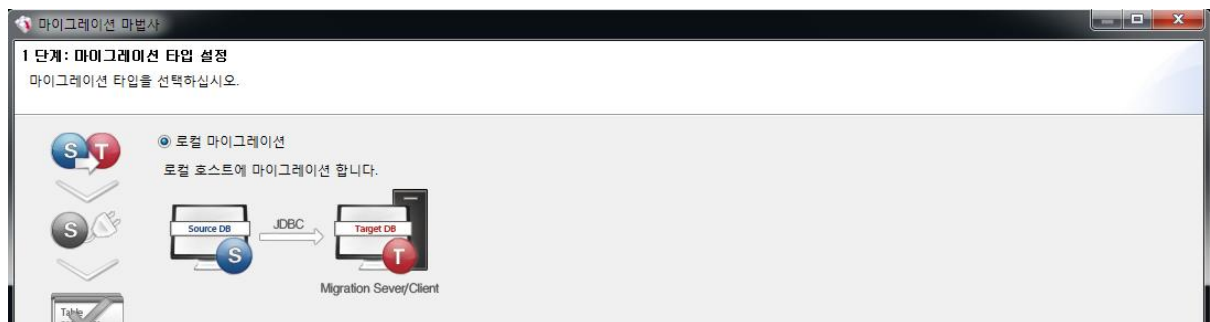 마이그레이션 마법사
1 단계: 마이그레이션 타입 설정
마이그레이션 타입을 선택하십시오.
S T
로컬 마이그레이션
로컬 호스트에 마이그레이션 합니다.
S
Source DB
S
JDBC
Target DB
T
Migration Sever/Client
Table